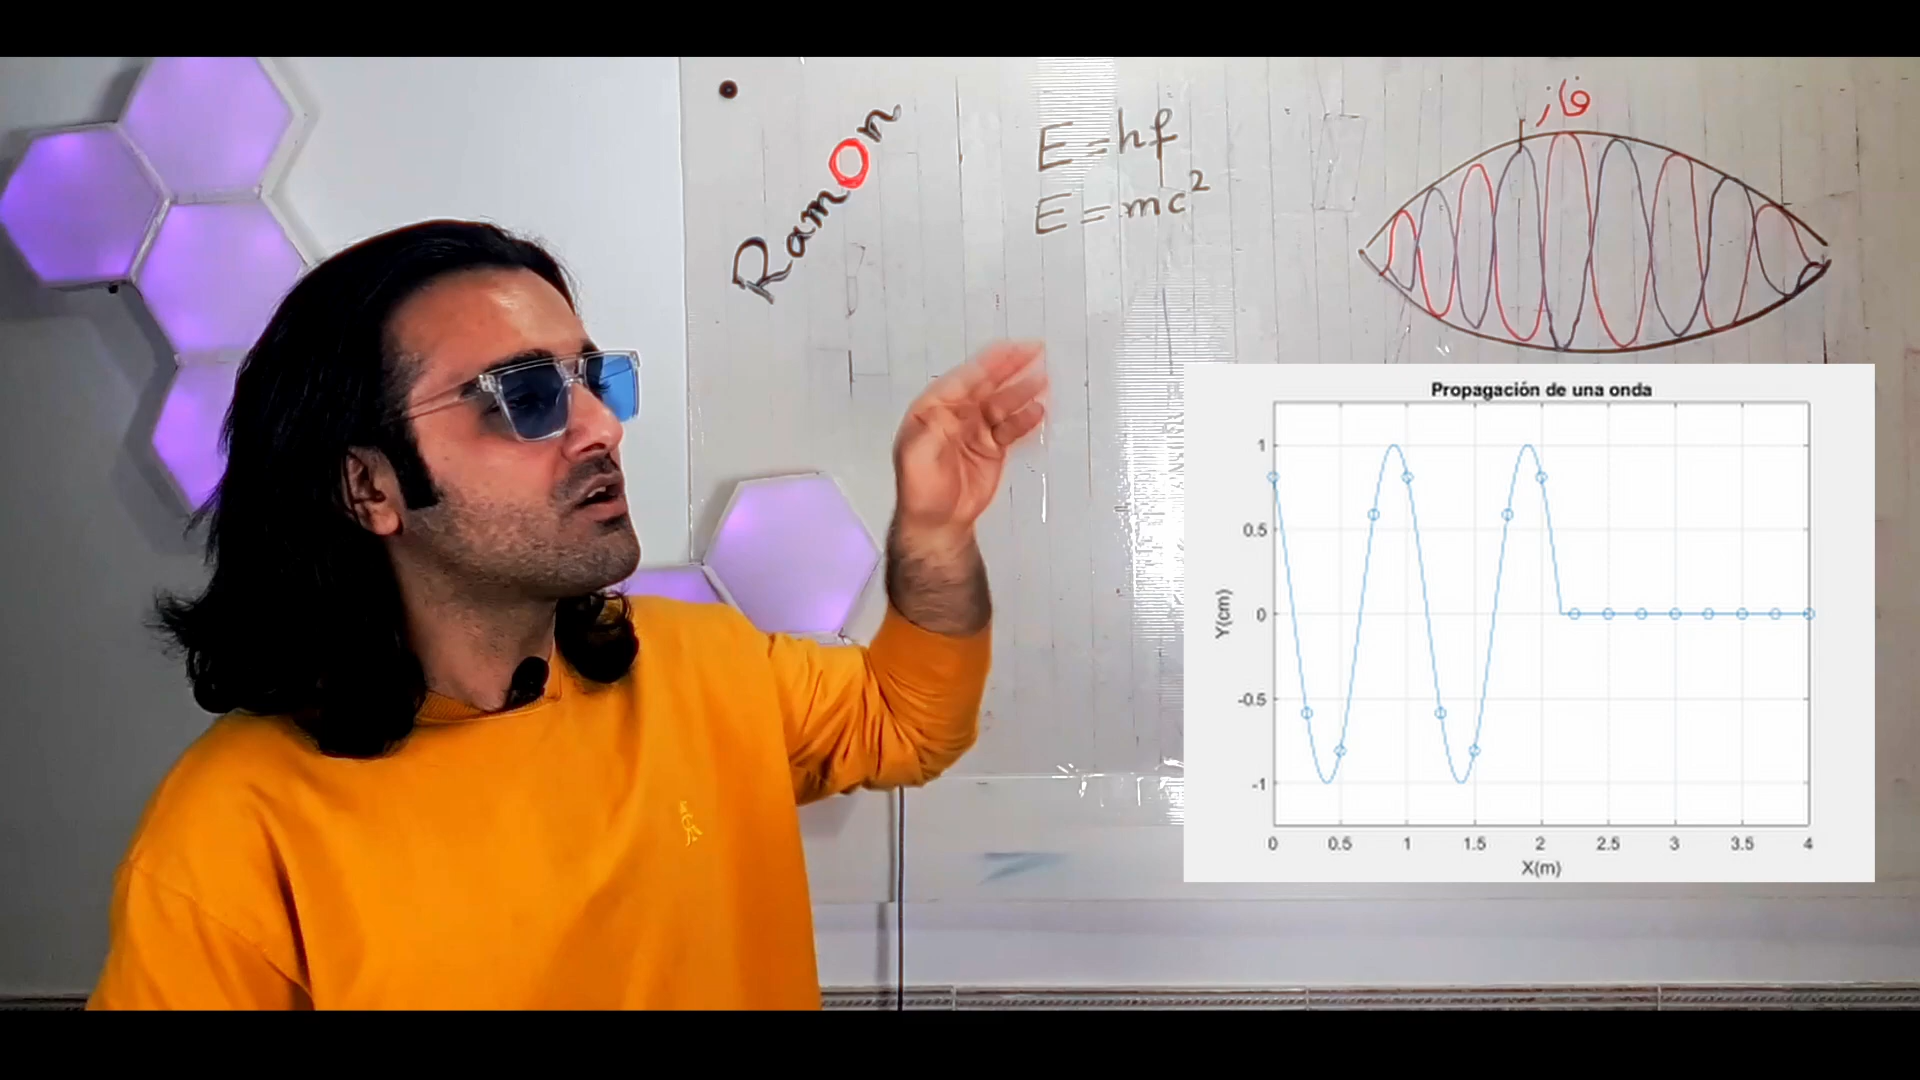 RamOn
E=hf
E=mc²
فاز
Propagación de una onda
Y(cm)
1
0.5
0
-0.5
-1
0 0.5 1 1.5 2 2.5 3 3.5 4
X(m)